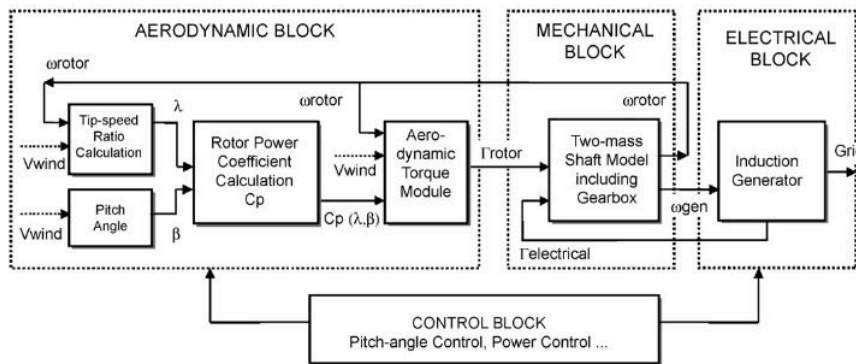 AERODYNAMIC BLOCK
MECHANICAL
BLOCK
ELECTRICAL
BLOCK
ωrotor
ωrotor
ωrotor
Tip-speed
Ratio
Calculation
λ
Vwind
Pitch
Angle
Vwind
β
Rotor Power
Coefficient
Calculation
Cp
Cp (λ,β)
Vwind
Aero-
dynamic
Torque
Module
Γrotor
Two-mass
Shaft Model
including
Gearbox
ωgen
Γelectrical
Induction
Generator
CONTROL BLOCK
Pitch-angle Control, Power Control ...